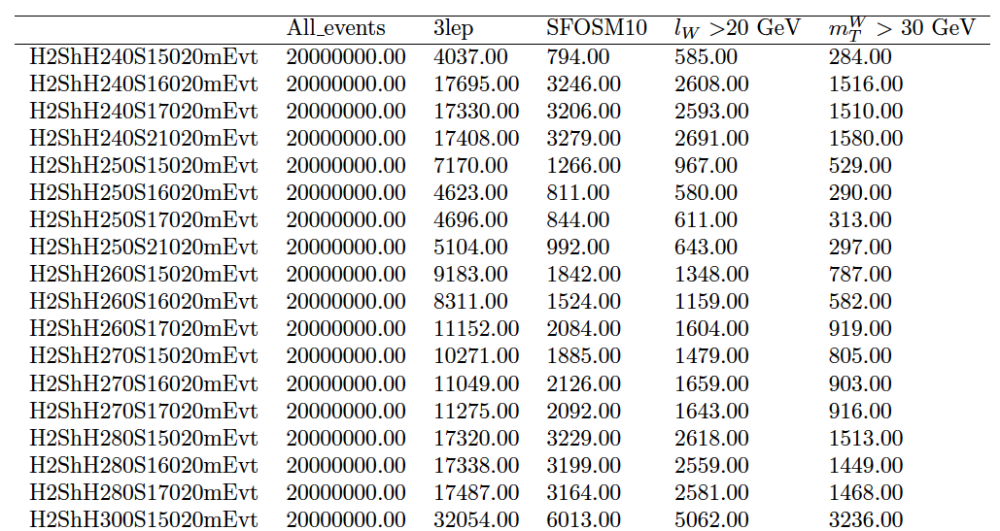 All_events 3lep SFOSM10 l_W >20 GeV m_T^W > 30 GeV
H2ShH240S15020mEvt 20000000.00 4037.00 794.00 585.00 284.00
H2ShH240S16020mEvt 20000000.00 17695.00 3246.00 2608.00 1516.00
H2ShH240S17020mEvt 20000000.00 17330.00 3206.00 2593.00 1510.00
H2ShH240S21020mEvt 20000000.00 17408.00 3279.00 2691.00 1580.00
H2ShH250S15020mEvt 20000000.00 7170.00 1266.00 967.00 529.00
H2ShH250S16020mEvt 20000000.00 4623.00 811.00 580.00 290.00
H2ShH250S17020mEvt 20000000.00 4696.00 844.00 611.00 313.00
H2ShH250S21020mEvt 20000000.00 5104.00 992.00 643.00 297.00
H2ShH260S15020mEvt 20000000.00 9183.00 1842.00 1348.00 787.00
H2ShH260S16020mEvt 20000000.00 8311.00 1524.00 1159.00 582.00
H2ShH260S17020mEvt 20000000.00 11152.00 2084.00 1604.00 919.00
H2ShH270S15020mEvt 20000000.00 10271.00 1885.00 1479.00 805.00
H2ShH270S16020mEvt 20000000.00 11049.00 2126.00 1659.00 903.00
H2ShH270S17020mEvt 20000000.00 11275.00 2092.00 1643.00 916.00
H2ShH280S15020mEvt 20000000.00 17320.00 3229.00 2618.00 1513.00
H2ShH280S16020mEvt 20000000.00 17338.00 3199.00 2559.00 1449.00
H2ShH280S17020mEvt 20000000.00 17487.00 3164.00 2581.00 1468.00
H2ShH300S15020mEvt 20000000.00 32054.00 6013.00 5062.00 3236.00